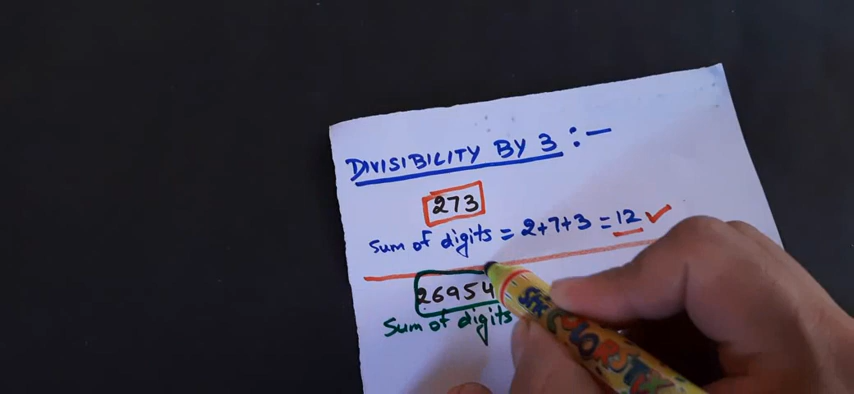 DIVISIBILITY BY 3 :-
273
Sum of digits = 2+7+3 = 12 ✓
26954
Sum of digits